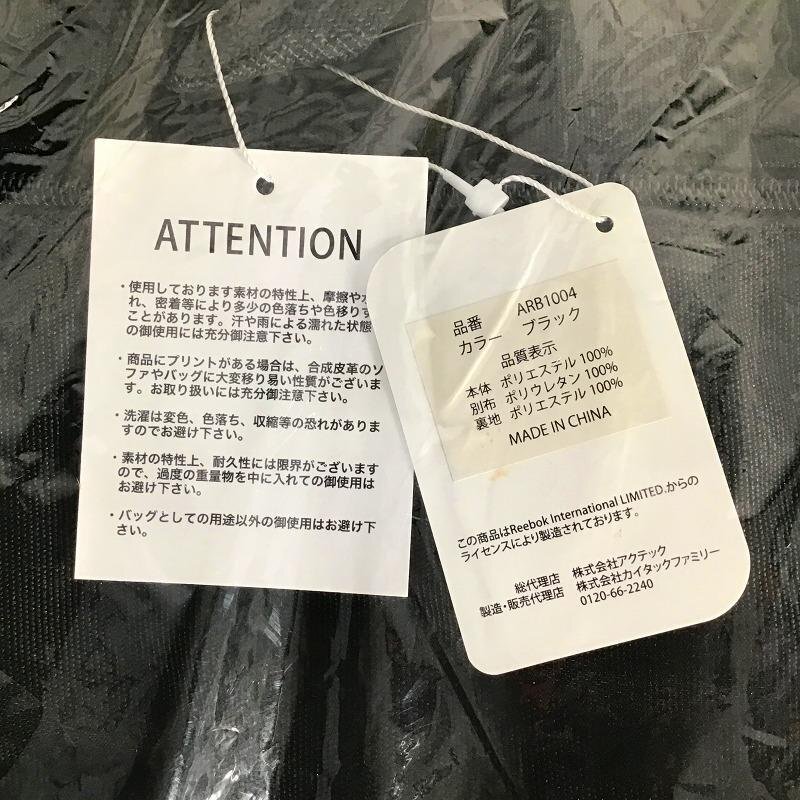 ATTENTION
・使用しております素材の特性上、摩擦や水
れ、密着等により多少の色落ちや色移りす
ことがあります。汗や雨による濡れた状態
の御使用には充分御注意下さい。
・商品にプリントがある場合は、合成皮革のソ
ファやバッグに大変移り易い性質がございま
す。お取り扱いには充分御注意下さい。
・洗濯は変色、色落ち、収縮等の恐れがありま
すのでお避け下さい。
・素材の特性上、耐久性には限界がございます
ので、過度の重量物を中に入れての御使用は
お避け下さい。
・バッグとしての用途以外の御使用はお避け下
さい。
品番 ARB1004
カラー ブラック
品質表示
本体 ポリエステル 100%
別布 ポリウレタン 100%
裏地 ポリエステル 100%
MADE IN CHINA
この商品はReebok International LIMITED.からの
ライセンスにより製造されております。
総代理店 株式会社アクテック
製造・販売代理店 株式会社カイタックファミリー
0120-66-2240